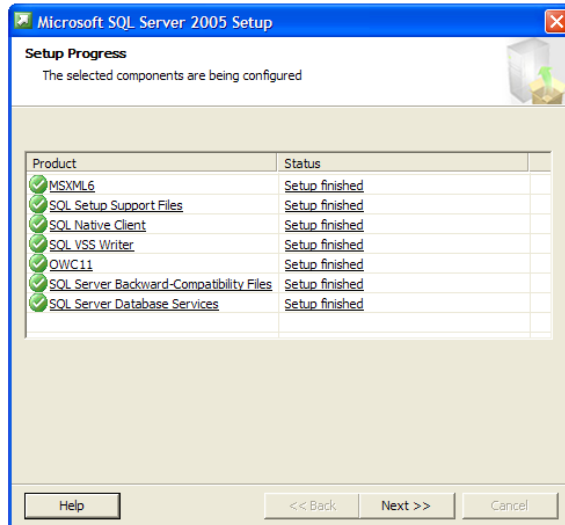 Microsoft SQL Server 2005 Setup
Setup Progress
The selected components are being configured
Product Status
MSXML6 Setup finished
SQL Setup Support Files Setup finished
SQL Native Client Setup finished
SQL VSS Writer Setup finished
OWC11 Setup finished
SQL Server Backward-Compatibility Files Setup finished
SQL Server Database Services Setup finished
Help << Back Next >> Cancel